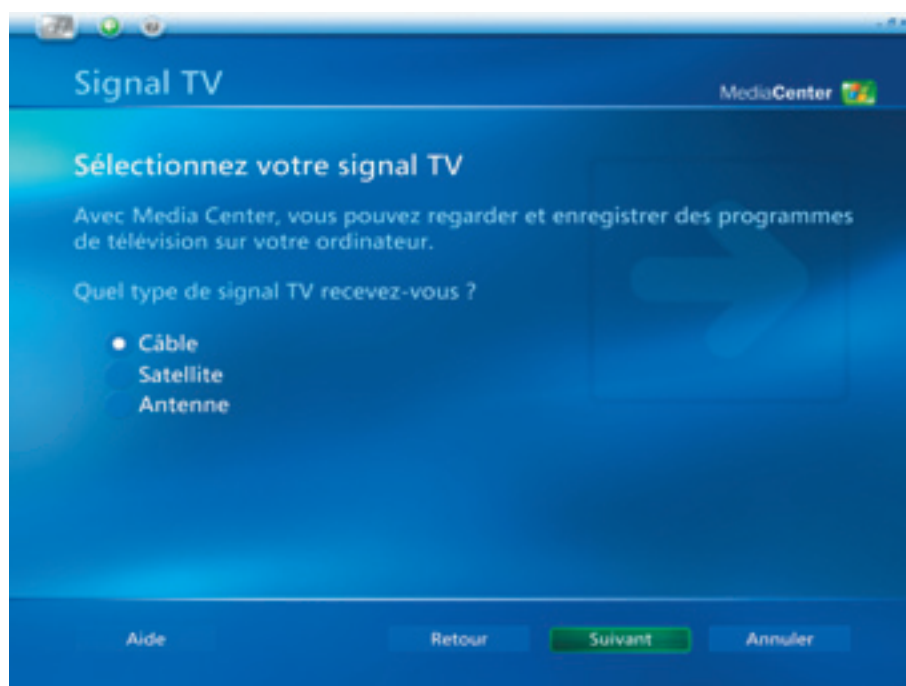 Signal TV
MediaCenter
Sélectionnez votre signal TV
Avec Media Center, vous pouvez regarder et enregistrer des programmes
de télévision sur votre ordinateur.
Quel type de signal TV recevez-vous ?
Câble
Satellite
Antenne
Aide Retour Suivant Annuler